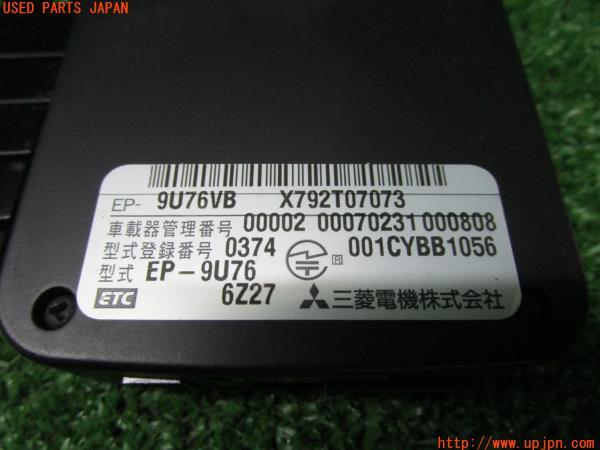 USED PARTS JAPAN
EP- 9U76VB X792T07073
車載器管理番号 00002 00070231 000808
型式登録番号 0374 R 001CYBB1056
型式 EP-9U76
ETC 6Z27 三菱電機株式会社
http://www.upjpn.com